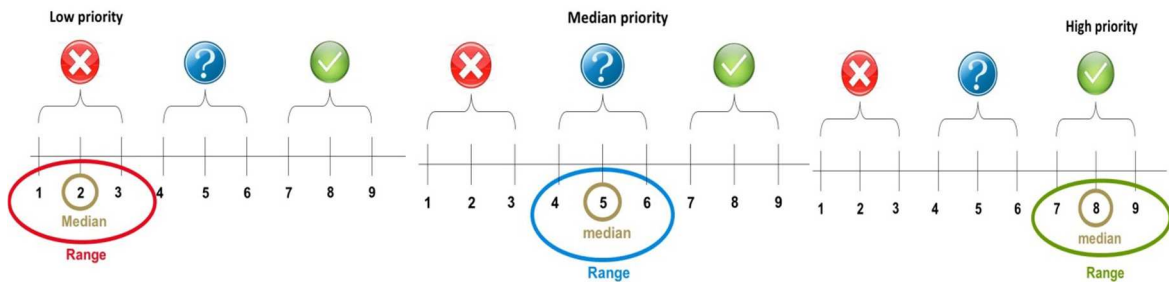 Low priority
?
1 2 3 4 5 6 7 8 9
Median
Range
Median priority
?
1 2 3 4 5 6 7 8 9
median
Range
High priority
?
1 2 3 4 5 6 7 8 9
median
Range